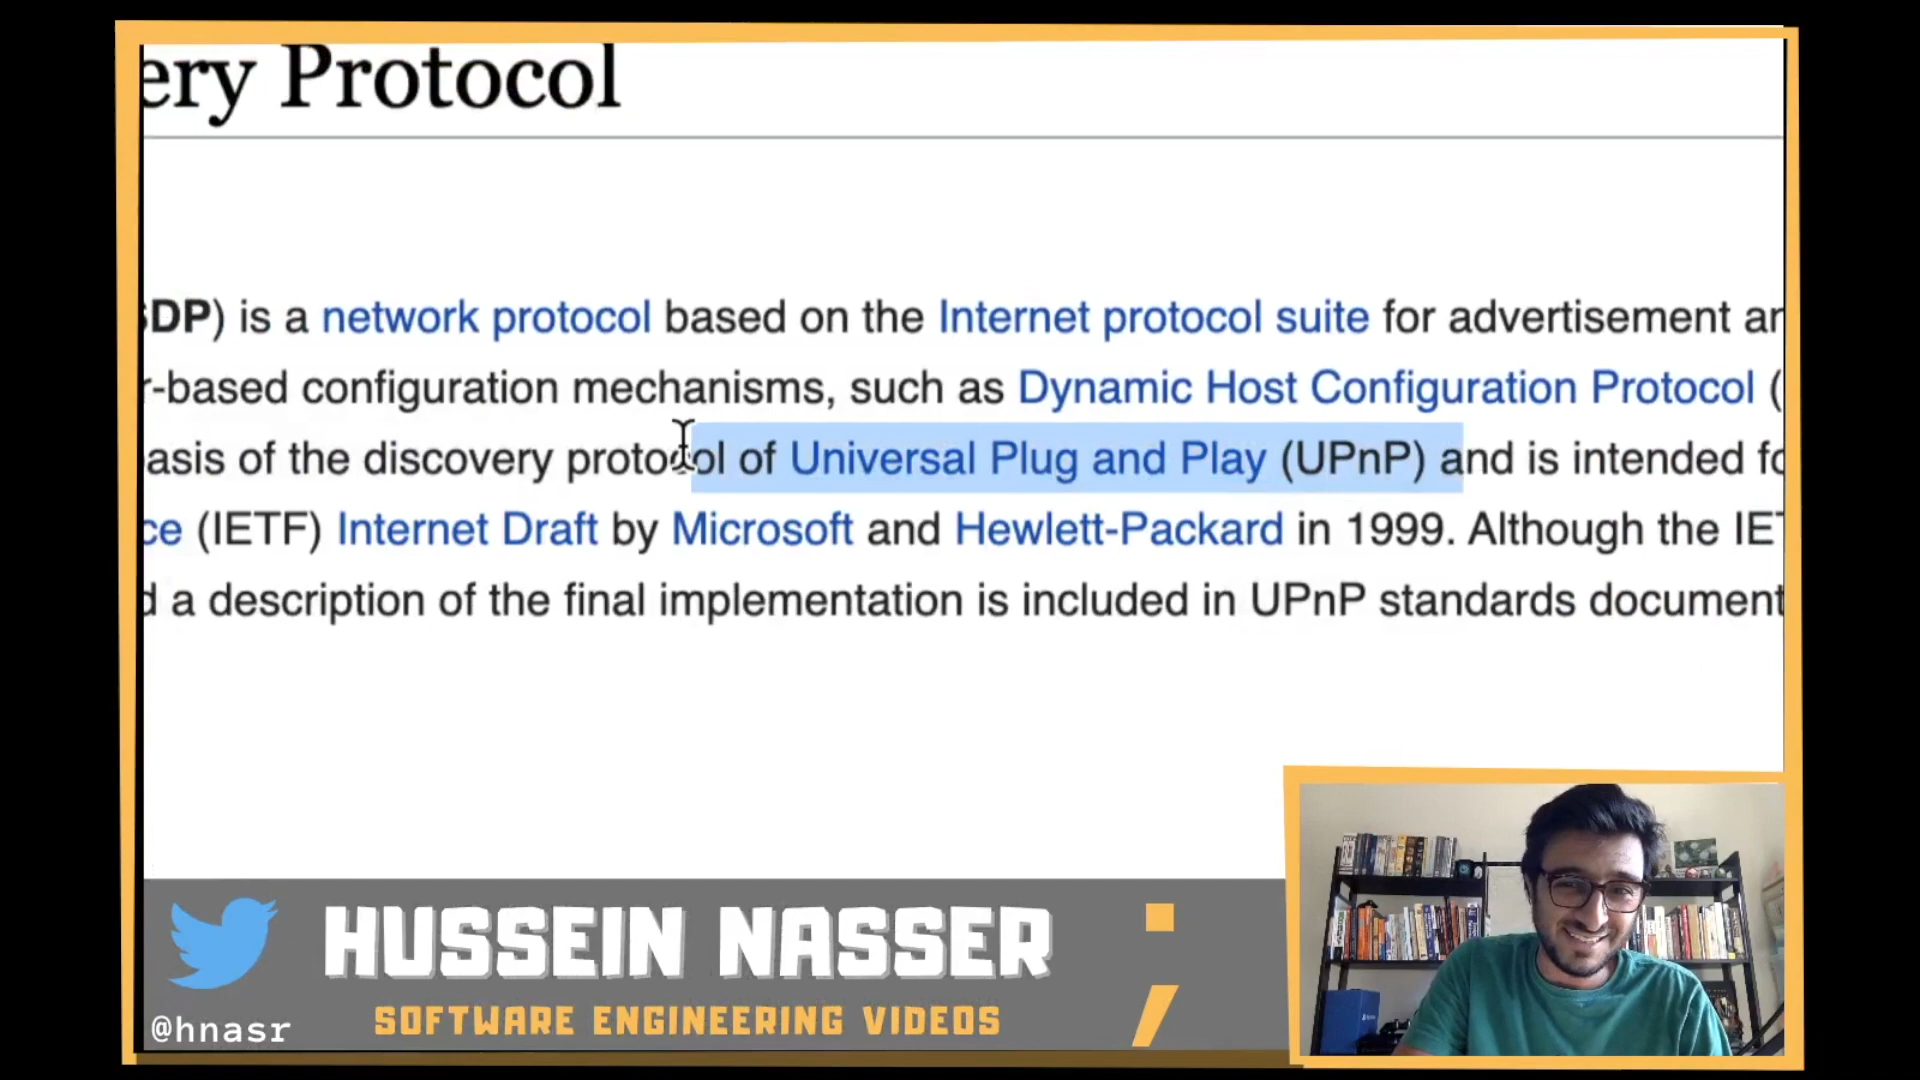 ery Protocol
SDP) is a network protocol based on the Internet protocol suite for advertisement an
r-based configuration mechanisms, such as Dynamic Host Configuration Protocol (
asis of the discovery protocol of Universal Plug and Play (UPnP) and is intended fo
ce (IETF) Internet Draft by Microsoft and Hewlett-Packard in 1999. Although the IET
d a description of the final implementation is included in UPnP standards document
HUSSEIN NASSER ;
@hnasr
SOFTWARE ENGINEERING VIDEOS